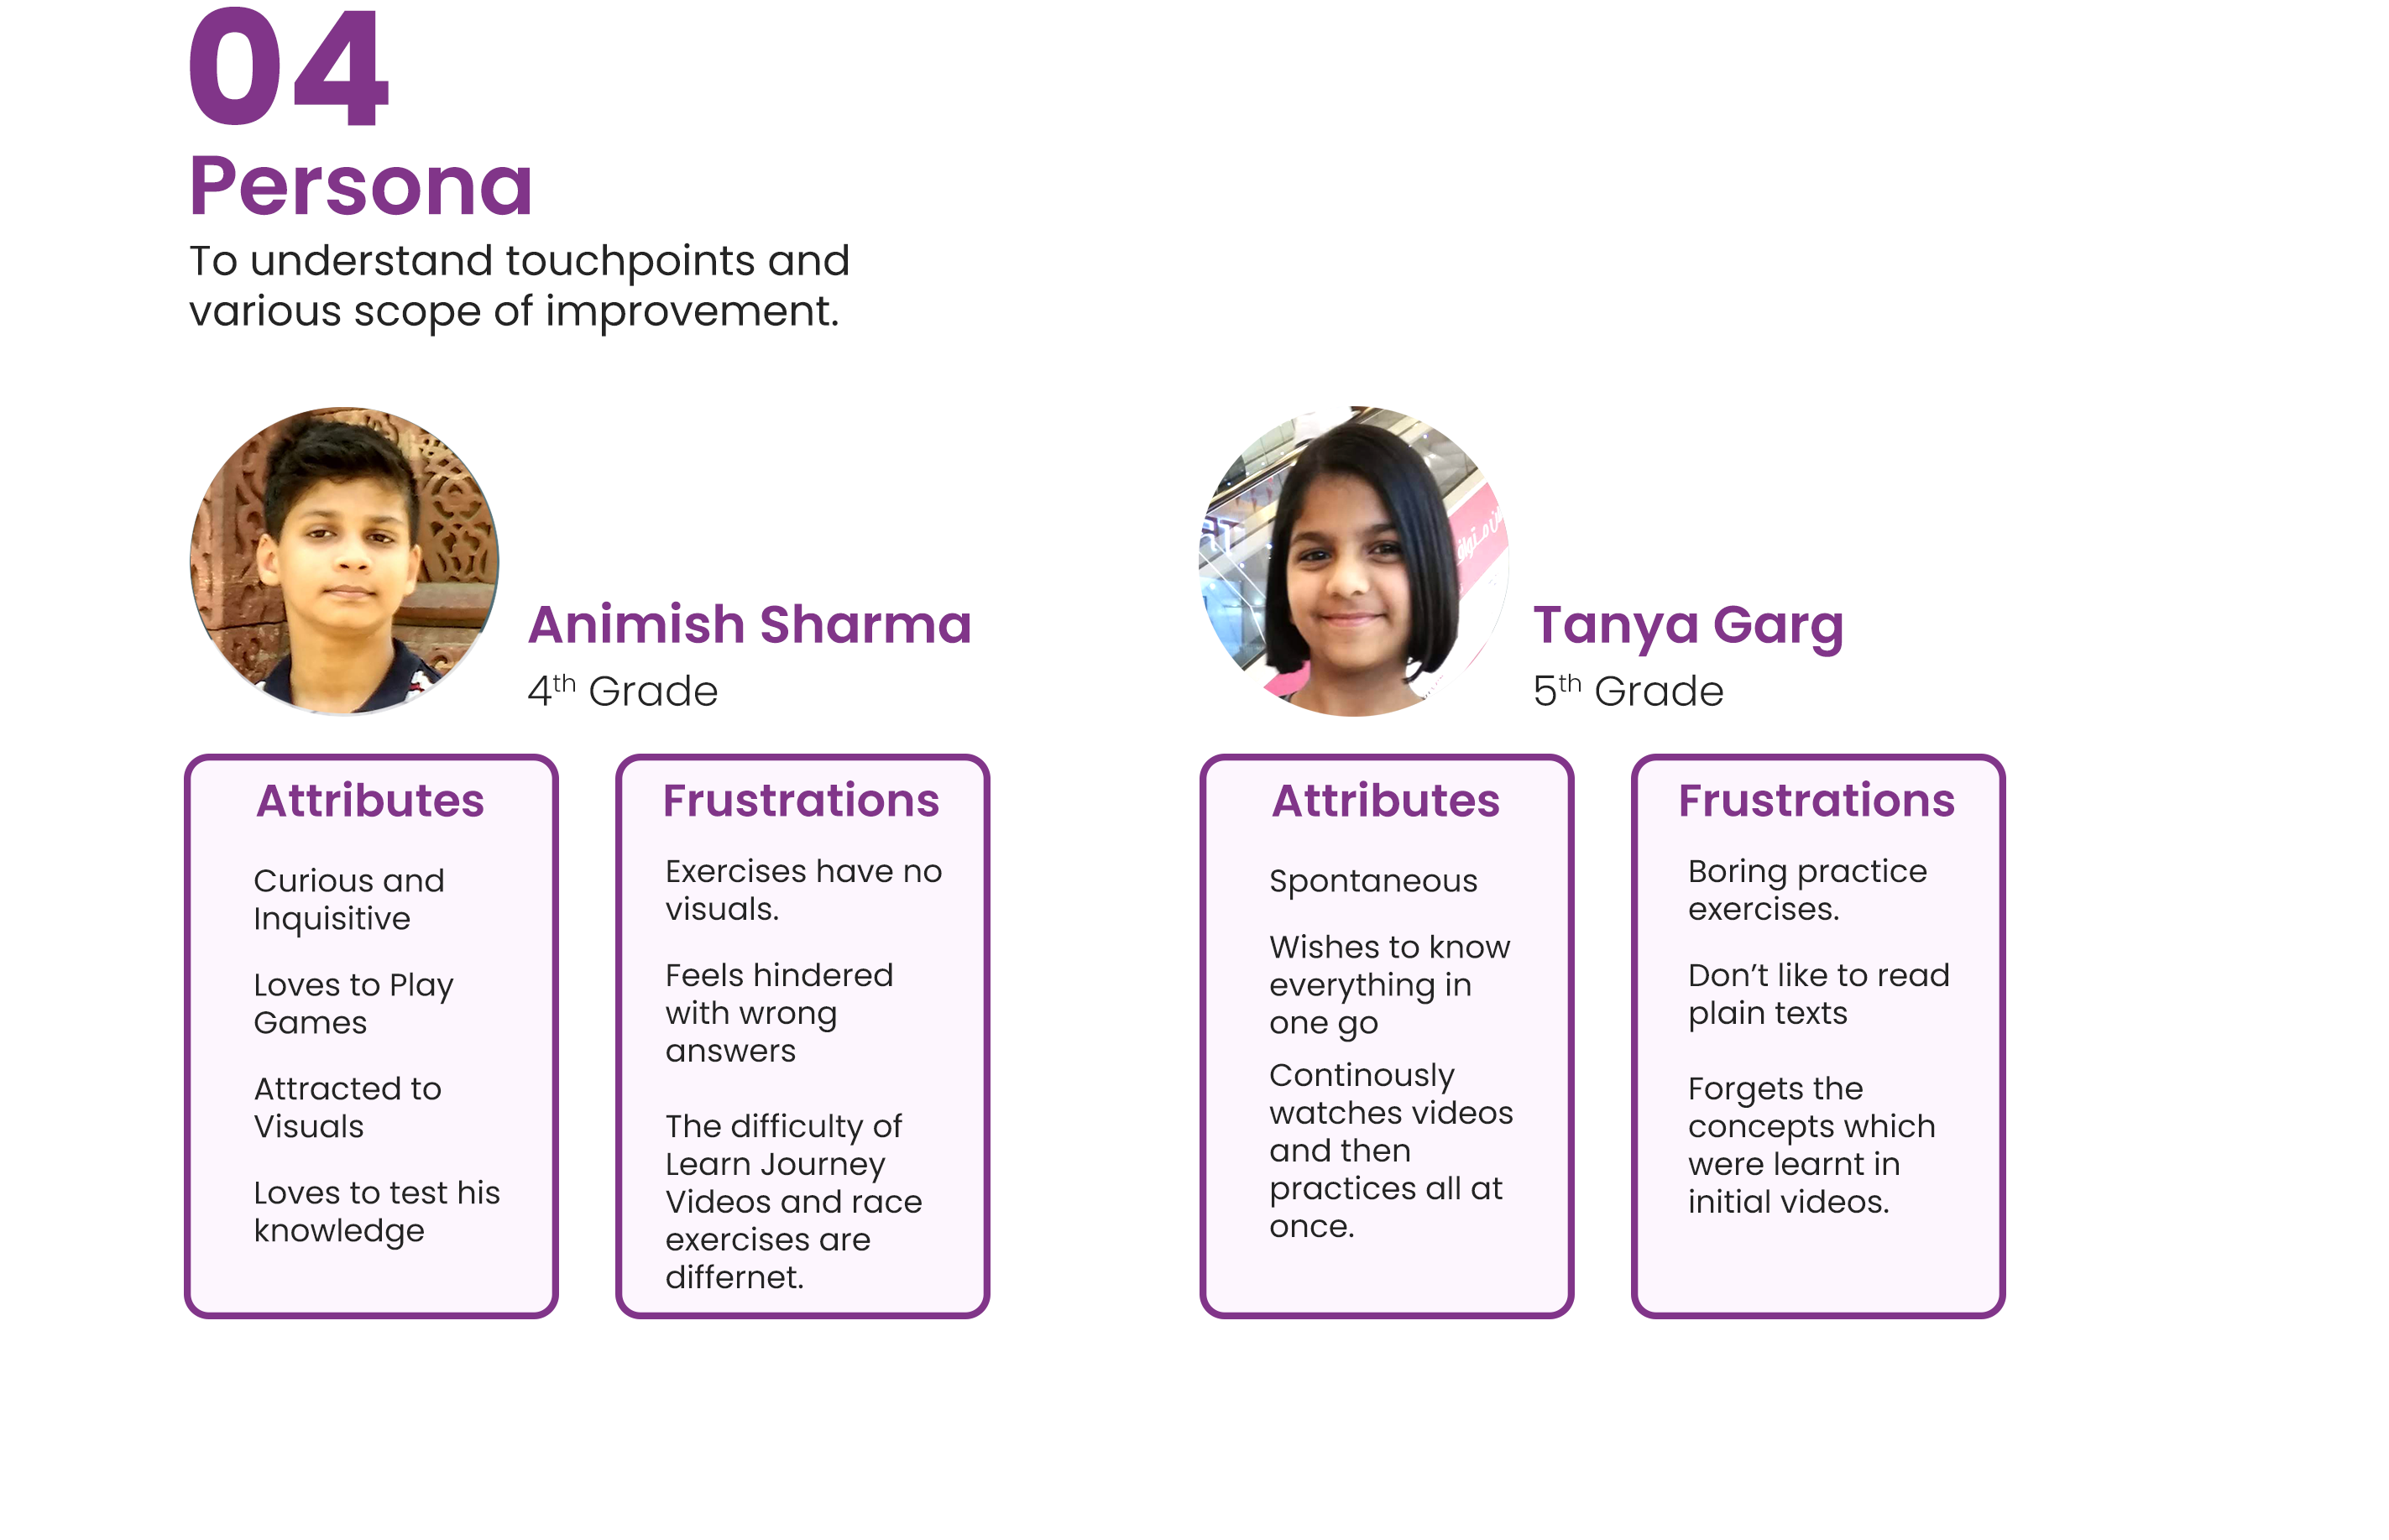 04
Persona
To understand touchpoints and
various scope of improvement.
Animish Sharma
4th Grade
Attributes
Curious and
Inquisitive
Loves to Play
Games
Attracted to
Visuals
Loves to test his
knowledge
Frustrations
Exercises have no
visuals.
Feels hindered
with wrong
answers
The difficulty of
Learn Journey
Videos and race
exercises are
differnet.
Tanya Garg
5th Grade
Attributes
Spontaneous
Wishes to know
everything in
one go
Continously
watches videos
and then
practices all at
once.
Frustrations
Boring practice
exercises.
Don’t like to read
plain texts
Forgets the
concepts which
were learnt in
initial videos.